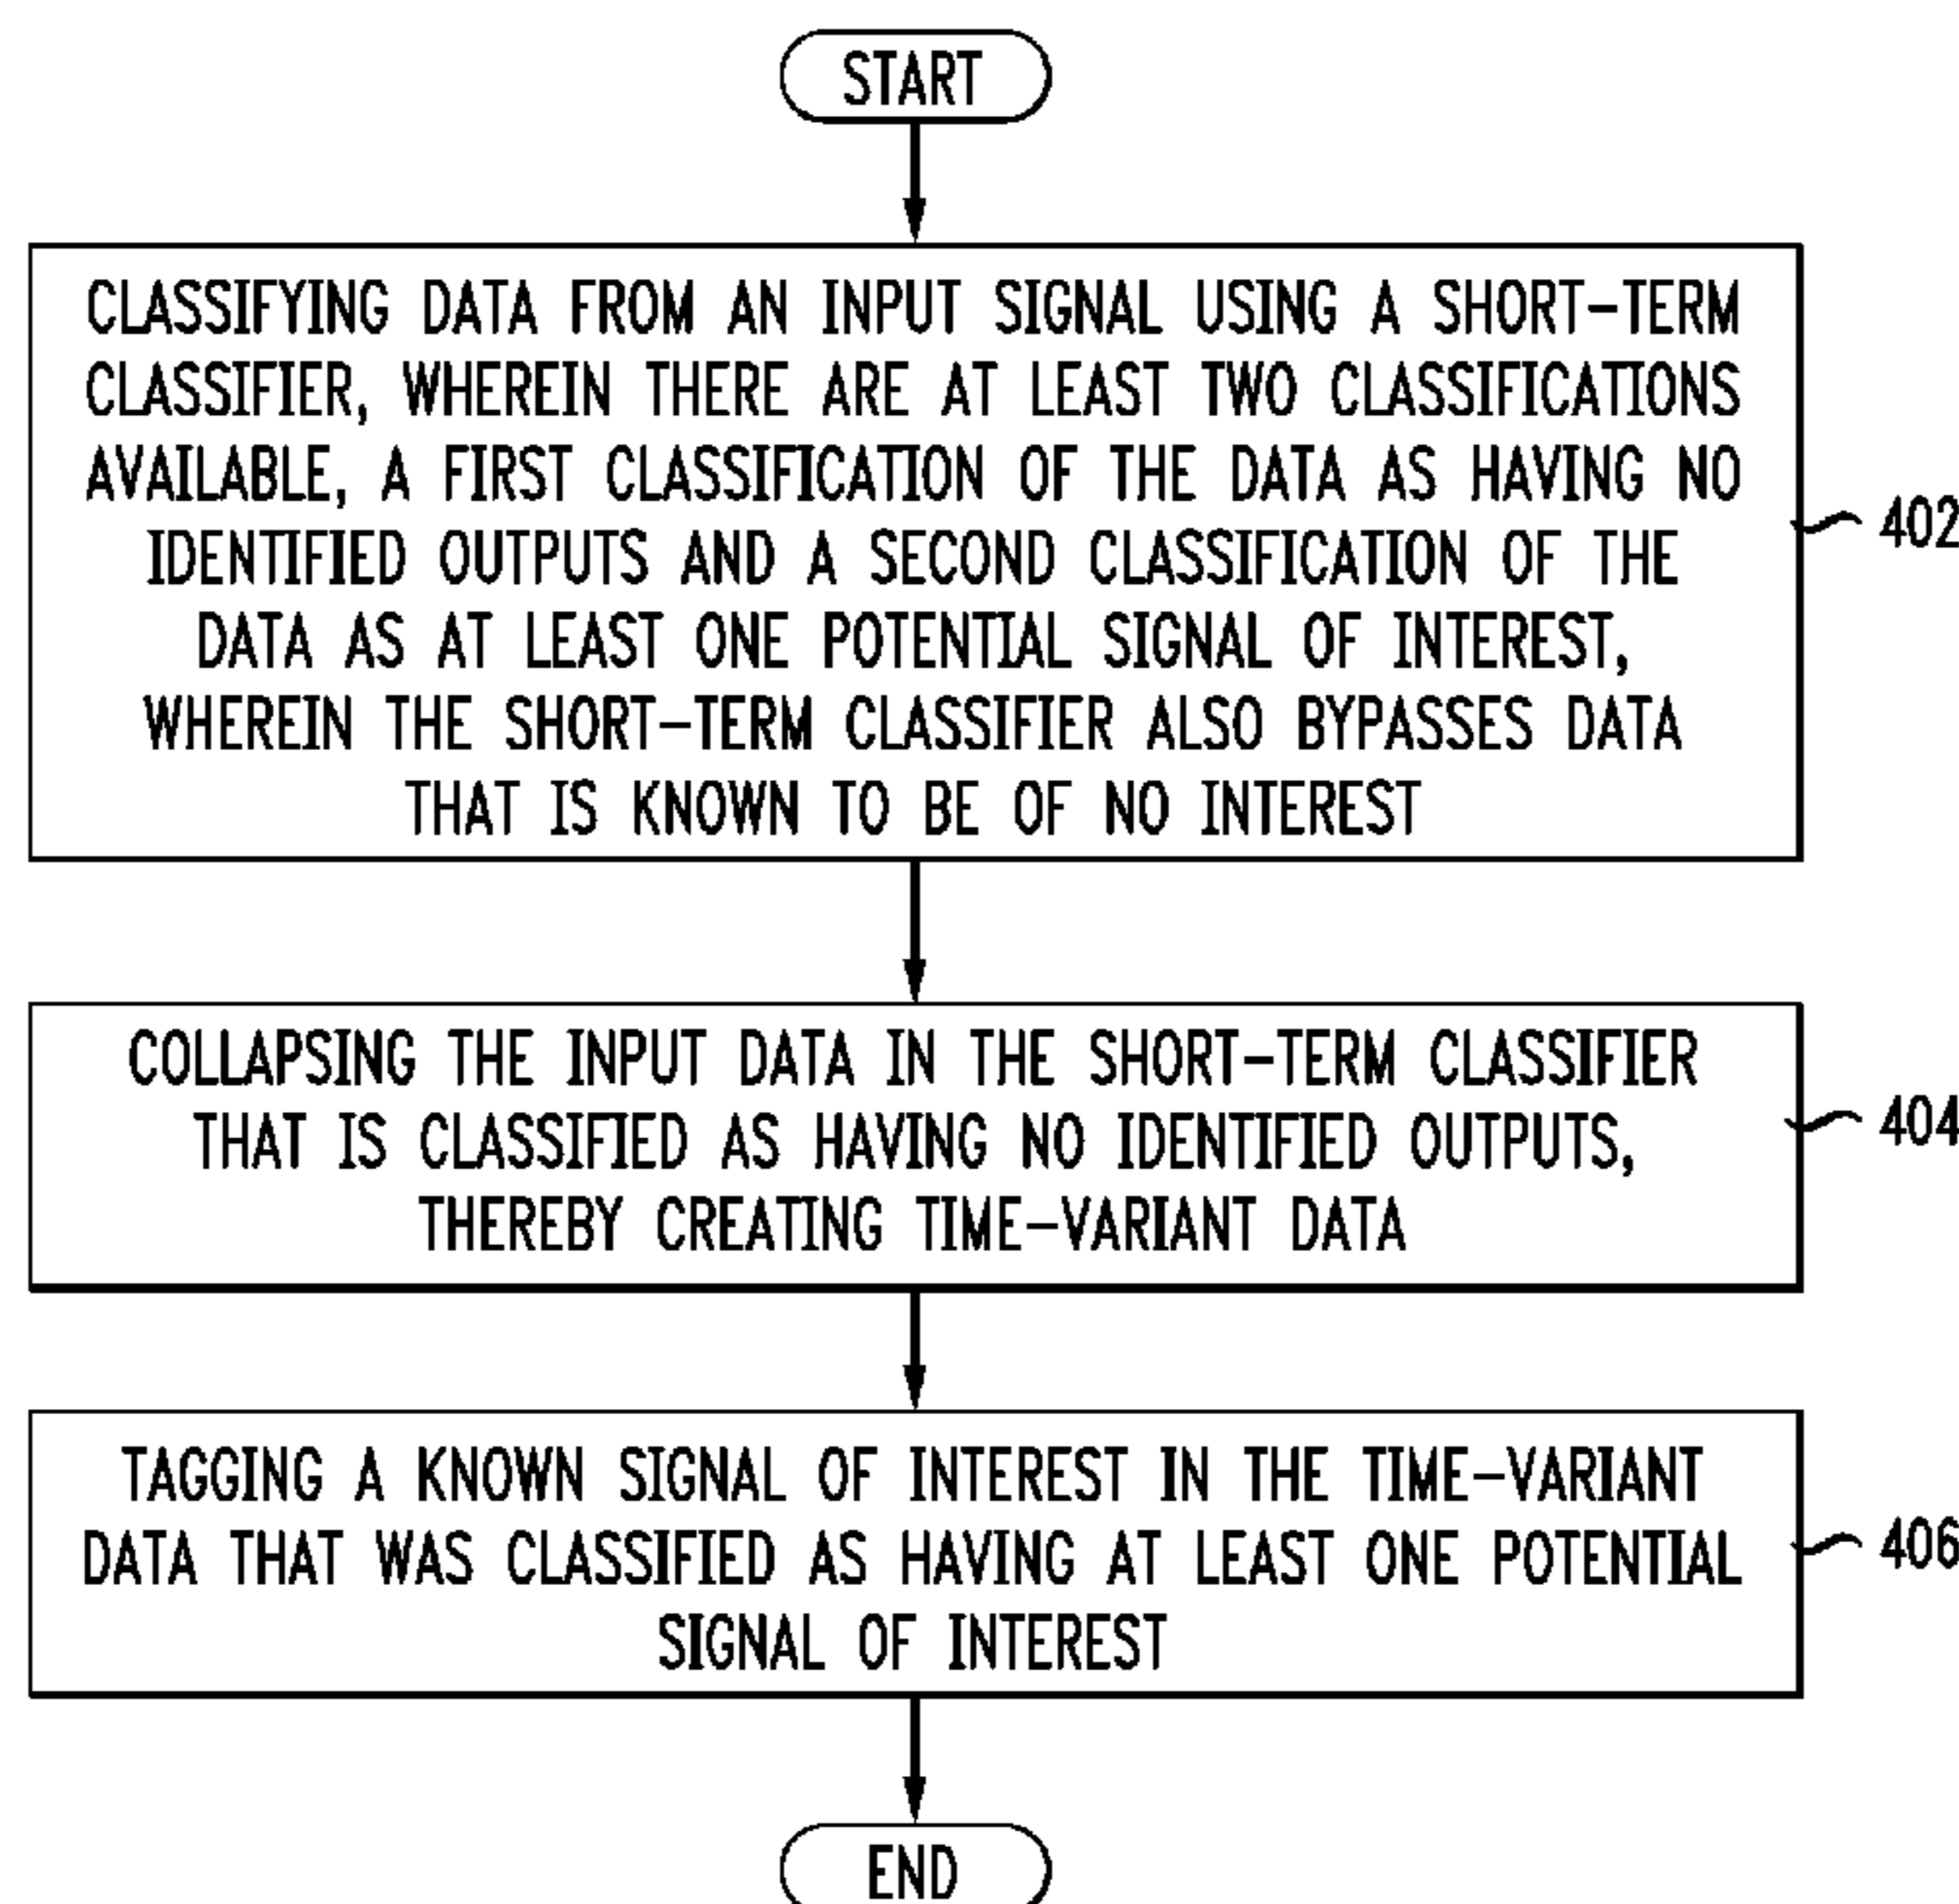 START
CLASSIFYING DATA FROM AN INPUT SIGNAL USING A SHORT-TERM
CLASSIFIER, WHEREIN THERE ARE AT LEAST TWO CLASSIFICATIONS
AVAILABLE, A FIRST CLASSIFICATION OF THE DATA AS HAVING NO
IDENTIFIED OUTPUTS AND A SECOND CLASSIFICATION OF THE
DATA AS AT LEAST ONE POTENTIAL SIGNAL OF INTEREST,
WHEREIN THE SHORT-TERM CLASSIFIER ALSO BYPASSES DATA
THAT IS KNOWN TO BE OF NO INTEREST
402
COLLAPSING THE INPUT DATA IN THE SHORT-TERM CLASSIFIER
THAT IS CLASSIFIED AS HAVING NO IDENTIFIED OUTPUTS,
THEREBY CREATING TIME-VARIANT DATA
404
TAGGING A KNOWN SIGNAL OF INTEREST IN THE TIME-VARIANT
DATA THAT WAS CLASSIFIED AS HAVING AT LEAST ONE POTENTIAL
SIGNAL OF INTEREST
406
END